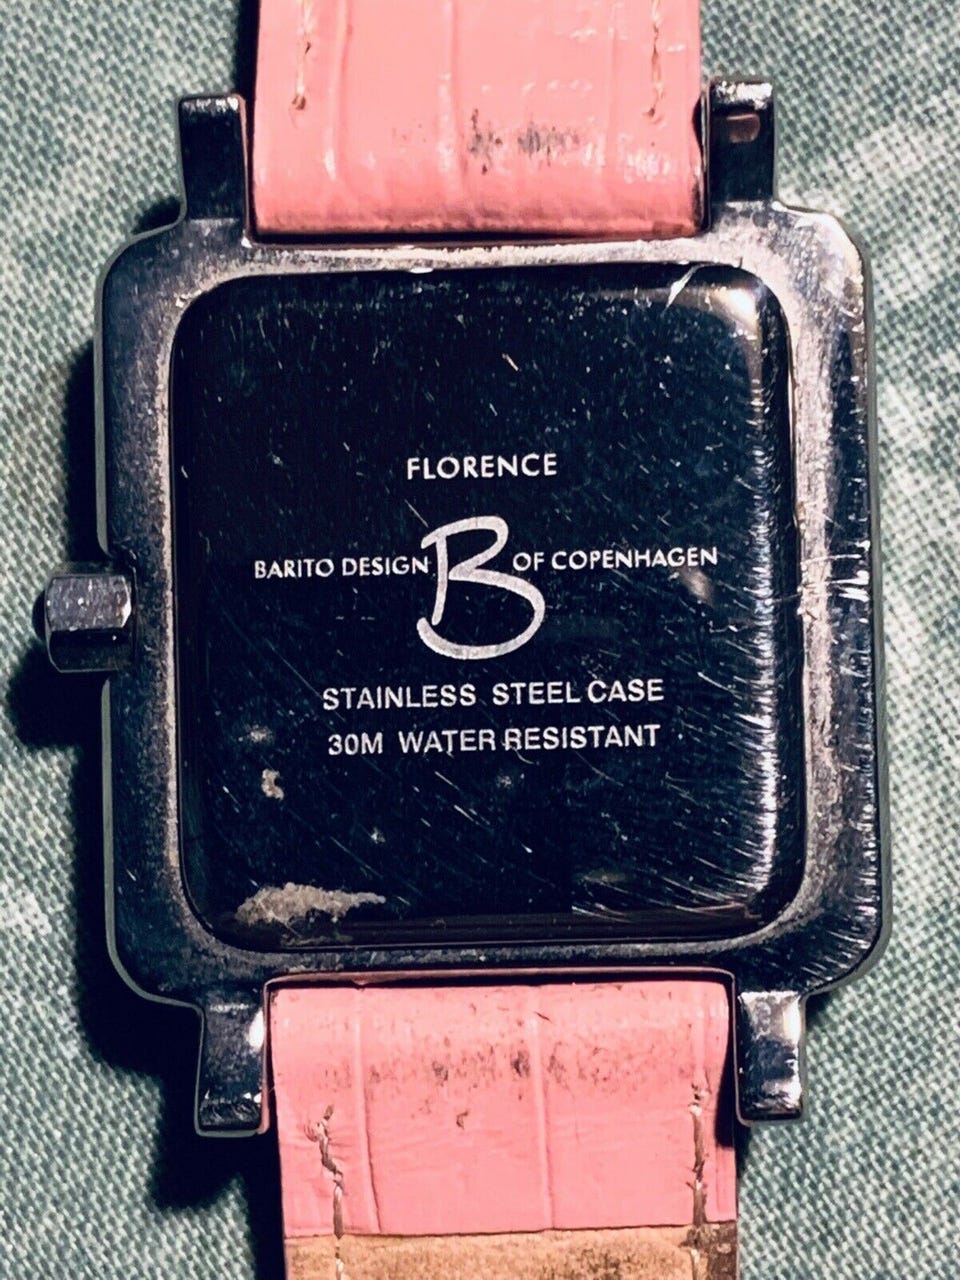 FLORENCE
BARITO DESIGN B OF COPENHAGEN
STAINLESS STEEL CASE
30M WATER RESISTANT